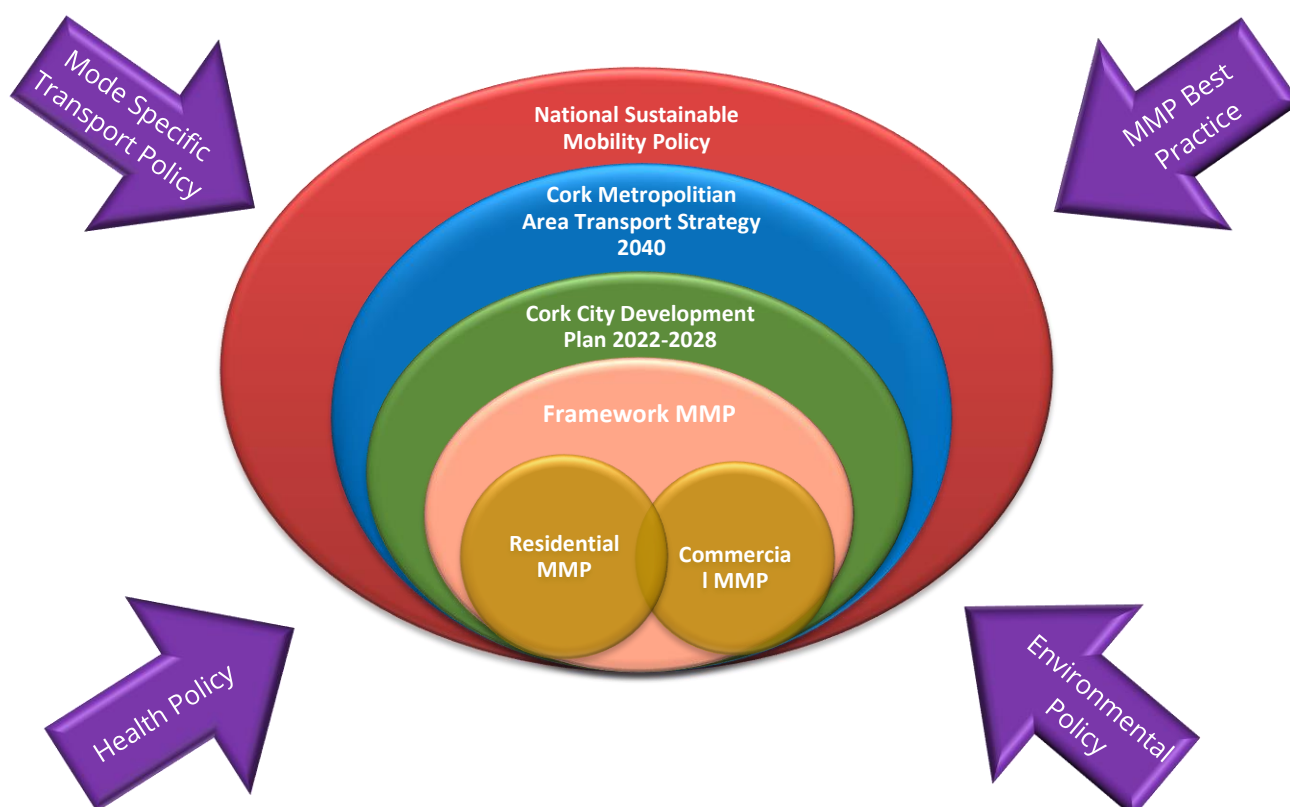 Mode Specific
Transport Policy
MMP Best
Practice
National Sustainable
Mobility Policy
Cork Metropolitian
Area Transport Strategy
2040
Cork City Development
Plan 2022-2028
Framework MMP
Residential
MMP
Commercia
l MMP
Health Policy
Environmental
Policy